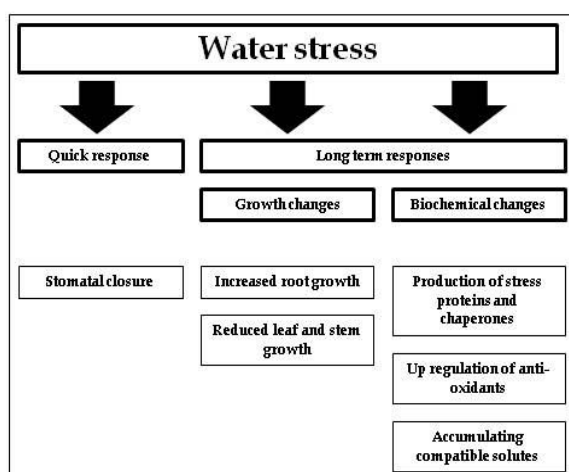 Water stress
Quick response
Long term responses
Growth changes
Biochemical changes
Stomatal closure
Increased root growth
Reduced leaf and stem
growth
Production of stress
proteins and
chaperones
Up regulation of anti-
oxidants
Accumulating
compatible solutes